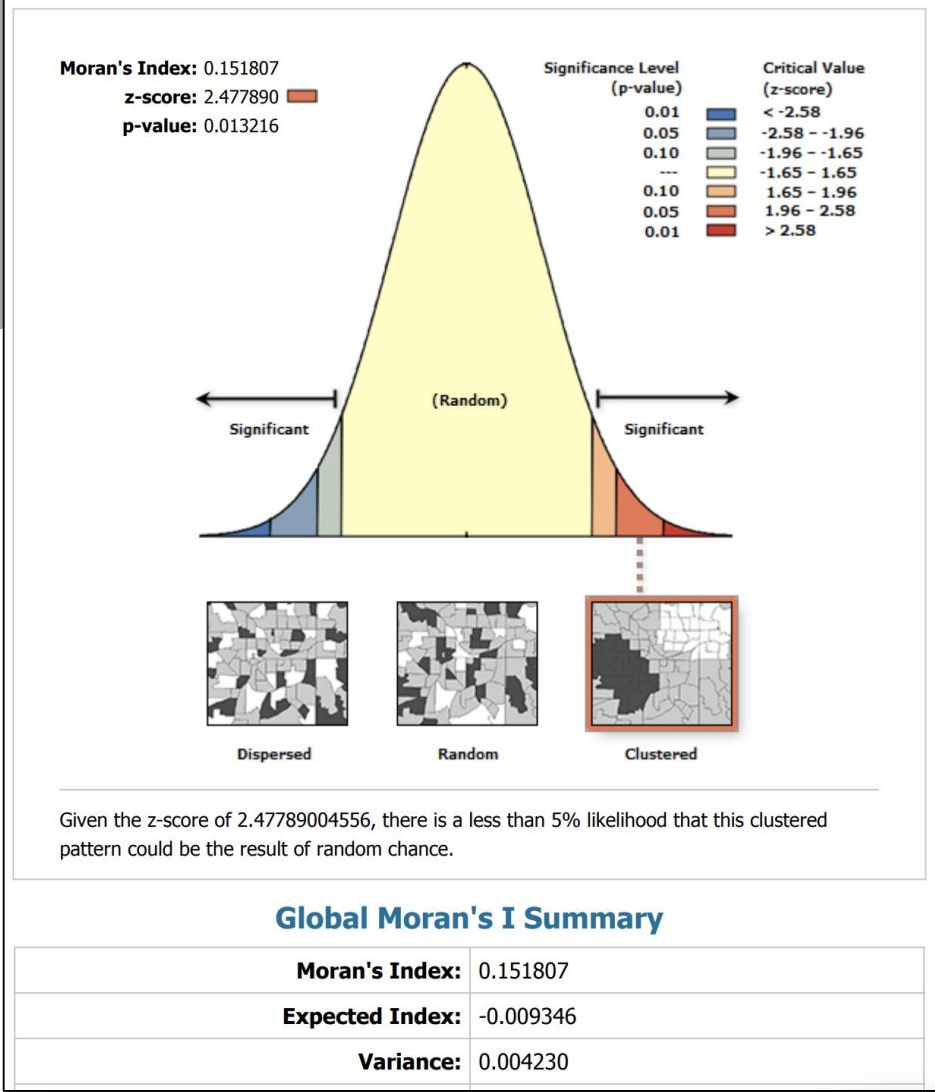 Moran's Index: 0.151807
z-score: 2.477890
p-value: 0.013216
Significance Level
(p-value)
Critical Value
(z-score)
0.01 < -2.58
0.05 -2.58 - -1.96
0.10 -1.96 - -1.65
--- -1.65 - 1.65
0.10 1.65 - 1.96
0.05 1.96 - 2.58
0.01 > 2.58
(Random)
Significant
Significant
Dispersed
Random
Clustered
Given the z-score of 2.47789004556, there is a less than 5% likelihood that this clustered
pattern could be the result of random chance.
Global Moran's I Summary
Moran's Index: 0.151807
Expected Index: -0.009346
Variance: 0.004230